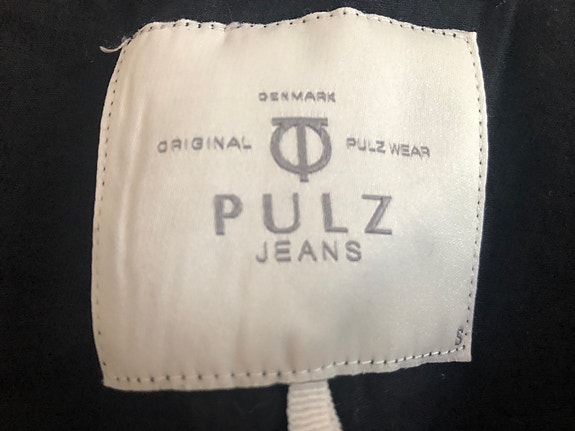 DENMARK
ORIGINAL PULZ WEAR
PULZ
JEANS
S